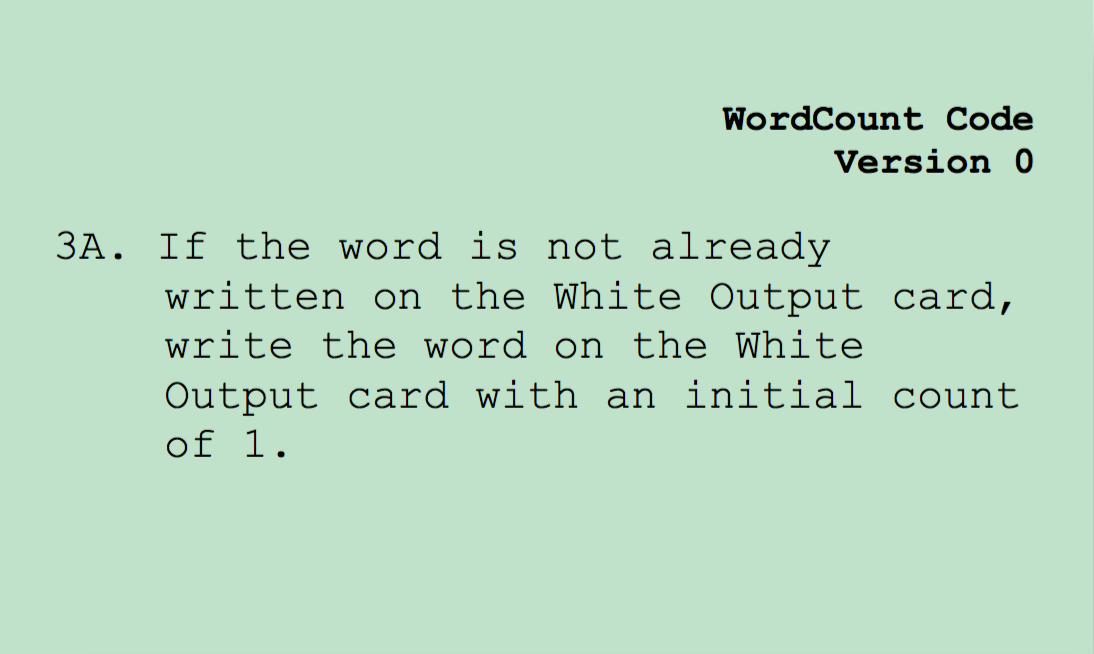 WordCount Code
Version 0
3A. If the word is not already
written on the White Output card,
write the word on the White
Output card with an initial count
of 1.